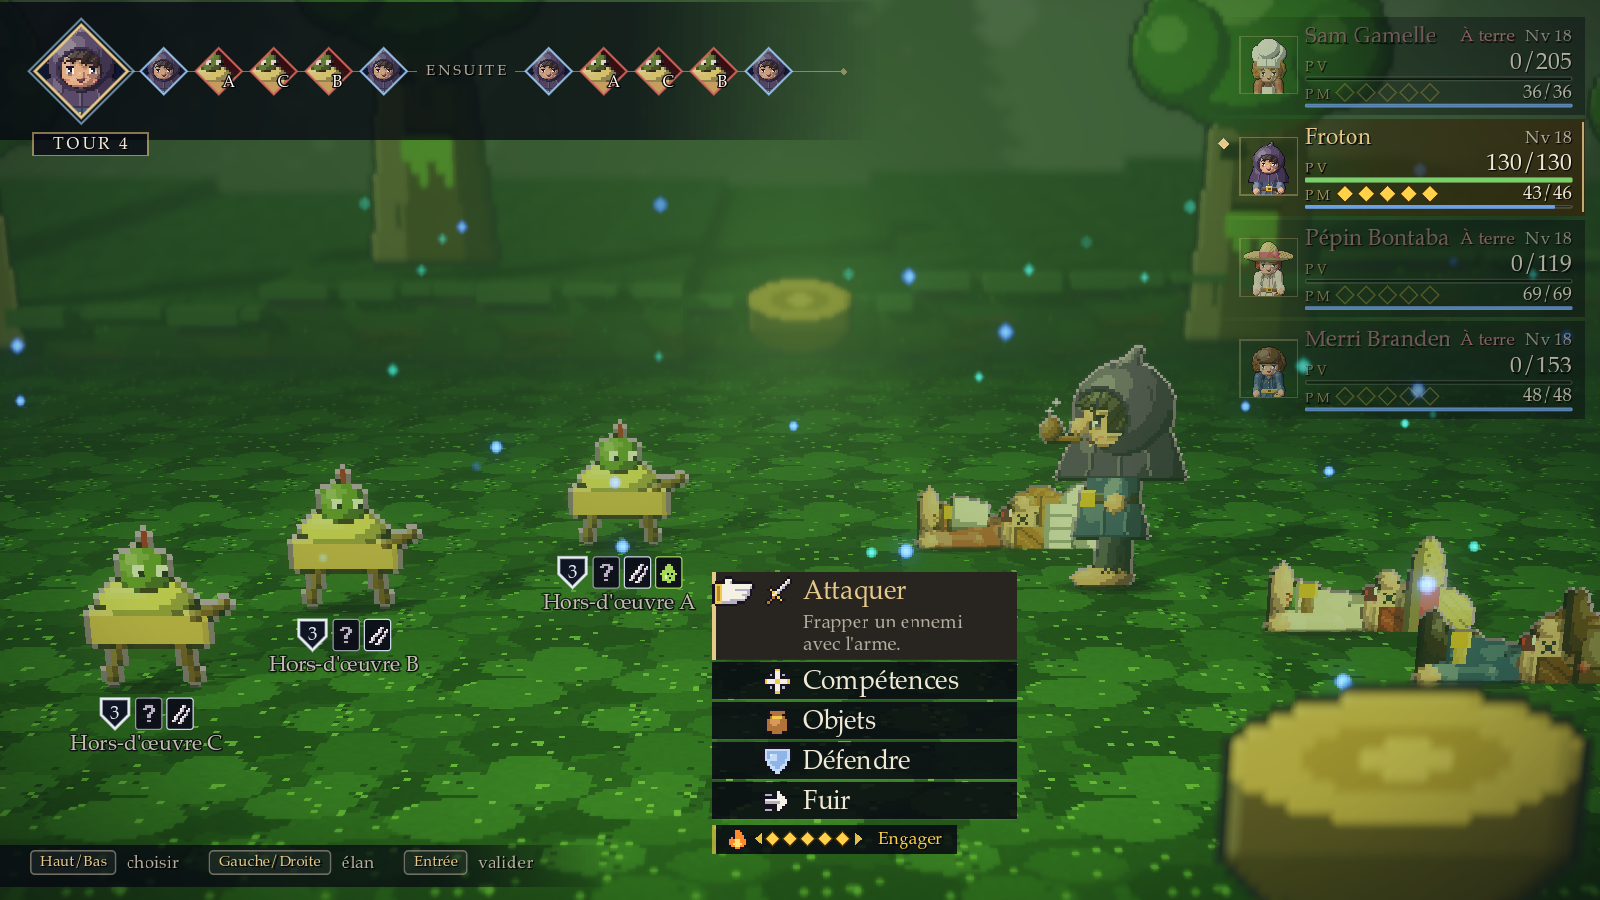 A
C
B
ENSUITE
A
C
B
TOUR 4
Sam Gamelle À terre Nv 18
PV 0/205
PM 36/36
Froton Nv 18
PV 130/130
PM 43/46
Pépin Bontaba À terre Nv 18
PV 0/119
PM 69/69
Merri Branden À terre Nv 18
PV 0/153
PM 48/48
3 ?
Hors-d'œuvre A
3 ?
Hors-d'œuvre B
3 ?
Hors-d'œuvre C
Attaquer
Frapper un ennemi
avec l'arme.
Compétences
Objets
Défendre
Fuir
Engager
Haut/Bas choisir Gauche/Droite élan Entrée valider